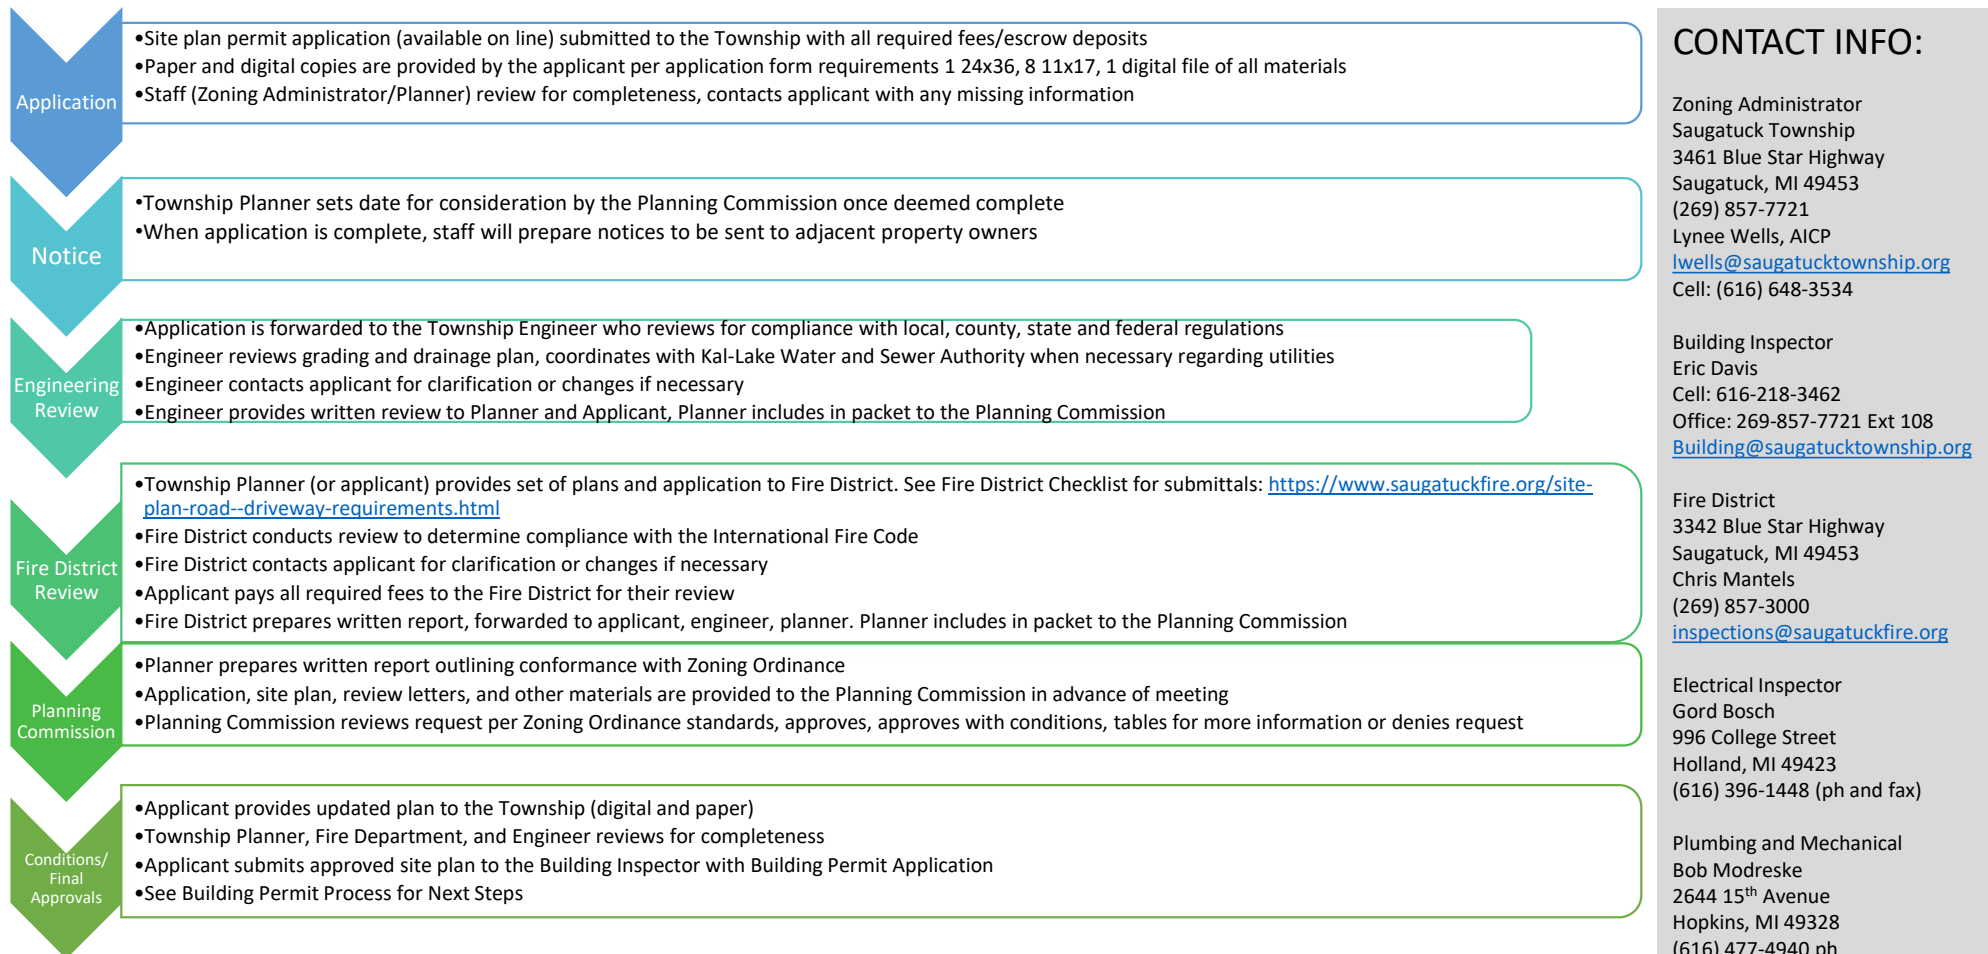 Application
•Site plan permit application (available on line) submitted to the Township with all required fees/escrow deposits
•Paper and digital copies are provided by the applicant per application form requirements 1 24x36, 8 11x17, 1 digital file of all materials
•Staff (Zoning Administrator/Planner) review for completeness, contacts applicant with any missing information
Notice
•Township Planner sets date for consideration by the Planning Commission once deemed complete
•When application is complete, staff will prepare notices to be sent to adjacent property owners
Engineering
Review
•Application is forwarded to the Township Engineer who reviews for compliance with local, county, state and federal regulations
•Engineer reviews grading and drainage plan, coordinates with Kal-Lake Water and Sewer Authority when necessary regarding utilities
•Engineer contacts applicant for clarification or changes if necessary
•Engineer provides written review to Planner and Applicant, Planner includes in packet to the Planning Commission
Fire District
Review
•Township Planner (or applicant) provides set of plans and application to Fire District. See Fire District Checklist for submittals: https://www.saugatuckfire.org/site-
plan-road--driveway-requirements.html
•Fire District conducts review to determine compliance with the International Fire Code
•Fire District contacts applicant for clarification or changes if necessary
•Applicant pays all required fees to the Fire District for their review
•Fire District prepares written report, forwarded to applicant, engineer, planner. Planner includes in packet to the Planning Commission
Planning
Commission
•Planner prepares written report outlining conformance with Zoning Ordinance
•Application, site plan, review letters, and other materials are provided to the Planning Commission in advance of meeting
•Planning Commission reviews request per Zoning Ordinance standards, approves, approves with conditions, tables for more information or denies request
Conditions/
Final
Approvals
•Applicant provides updated plan to the Township (digital and paper)
•Township Planner, Fire Department, and Engineer reviews for completeness
•Applicant submits approved site plan to the Building Inspector with Building Permit Application
•See Building Permit Process for Next Steps
CONTACT INFO:
Zoning Administrator
Saugatuck Township
3461 Blue Star Highway
Saugatuck, MI 49453
(269) 857-7721
Lynee Wells, AICP
lwells@saugatucktownship.org
Cell: (616) 648-3534
Building Inspector
Eric Davis
Cell: 616-218-3462
Office: 269-857-7721 Ext 108
Building@saugatucktownship.org
Fire District
3342 Blue Star Highway
Saugatuck, MI 49453
Chris Mantels
(269) 857-3000
inspections@saugatuckfire.org
Electrical Inspector
Gord Bosch
996 College Street
Holland, MI 49423
(616) 396-1448 (ph and fax)
Plumbing and Mechanical
Bob Modreske
2644 15th Avenue
Hopkins, MI 49328
(616) 477-4940 ph